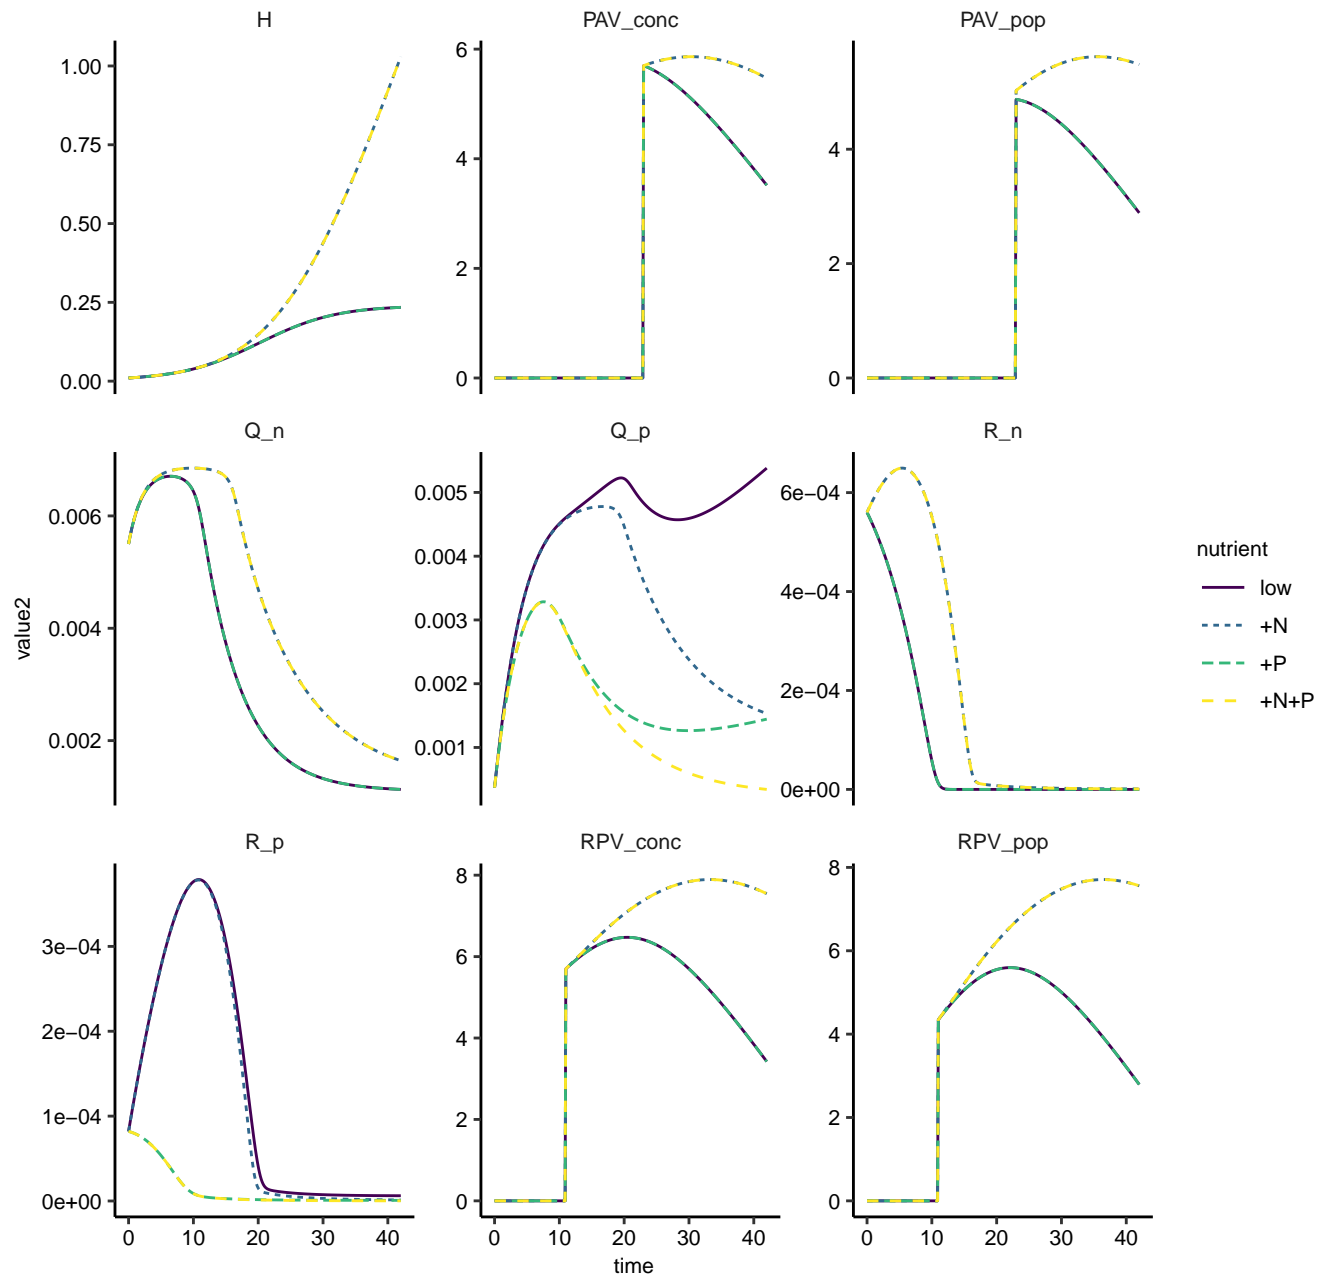 H
PAV_conc
PAV_pop
1.00
0.75
0.50
0.25
0.00
6
4
2
0
4
2
0
Q_n
Q_p
R_n
0.006
0.004
0.002
0.005
0.004
0.003
0.002
0.001
6e−04
4e−04
2e−04
0e+00
value2
nutrient
low
+N
+P
+N+P
R_p
RPV_conc
RPV_pop
3e−04
2e−04
1e−04
0e+00
8
6
4
2
0
8
6
4
2
0
0 10 20 30 40
0 10 20 30 40
0 10 20 30 40
time